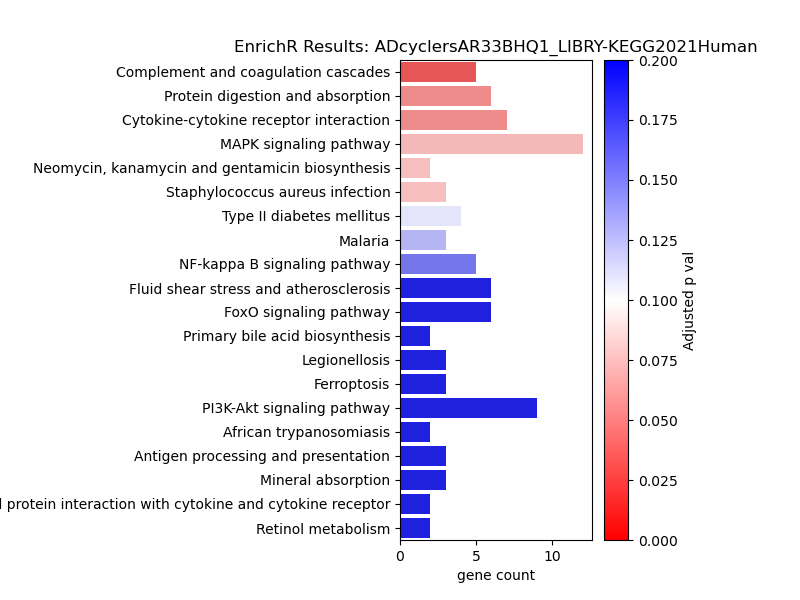 EnrichR Results: ADcyclersAR33BHQ1_LIBRY-KEGG2021Human
Complement and coagulation cascades
Protein digestion and absorption
Cytokine-cytokine receptor interaction
MAPK signaling pathway
Neomycin, kanamycin and gentamicin biosynthesis
Staphylococcus aureus infection
Type II diabetes mellitus
Malaria
NF-kappa B signaling pathway
Fluid shear stress and atherosclerosis
FoxO signaling pathway
Primary bile acid biosynthesis
Legionellosis
Ferroptosis
PI3K-Akt signaling pathway
African trypanosomiasis
Antigen processing and presentation
Mineral absorption
protein interaction with cytokine and cytokine receptor
Retinol metabolism
0 5 10
gene count
0.200
0.175
0.150
0.125
0.100
0.075
0.050
0.025
0.000
Adjusted p val